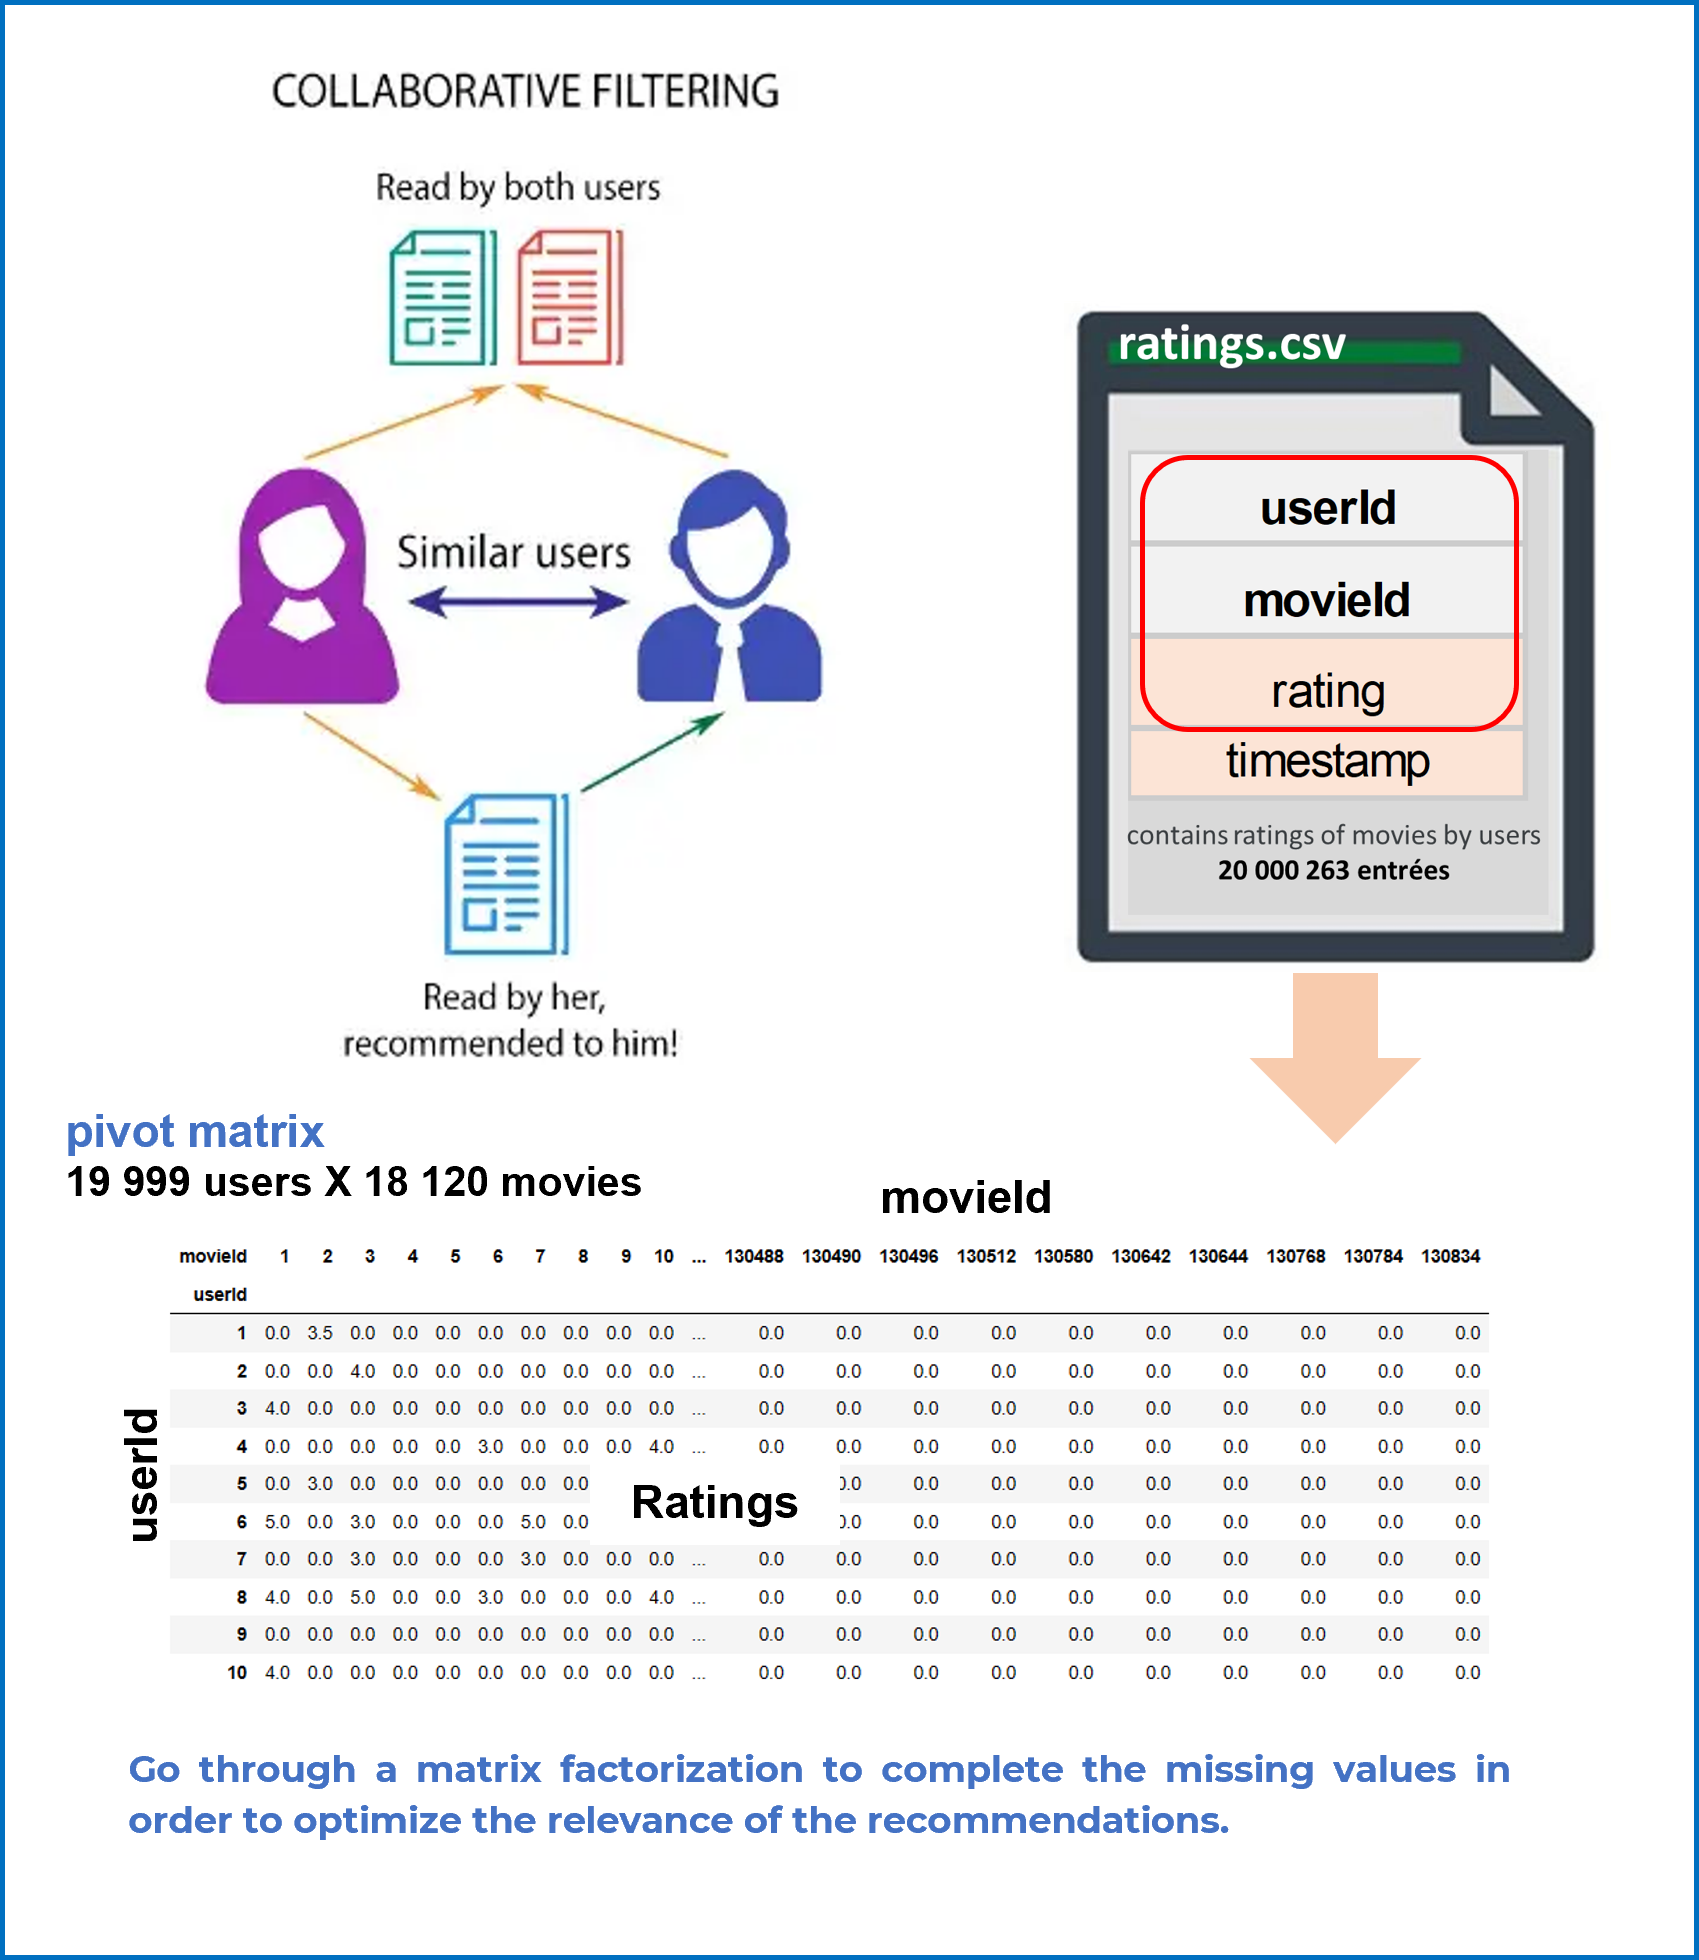 COLLABORATIVE FILTERING
Read by both users
Similar users
Read by her,
recommended to him!
ratings.csv
userId
movieId
rating
timestamp
contains ratings of movies by users
20 000 263 entrées
pivot matrix
19 999 users X 18 120 movies
movieId
movieId 1 2 3 4 5 6 7 8 9 10 ... 130488 130490 130496 130512 130580 130642 130644 130768 130784 130834
userId
1 0.0 3.5 0.0 0.0 0.0 0.0 0.0 0.0 0.0 0.0 ... 0.0 0.0 0.0 0.0 0.0 0.0 0.0 0.0 0.0 0.0
2 0.0 0.0 4.0 0.0 0.0 0.0 0.0 0.0 0.0 0.0 ... 0.0 0.0 0.0 0.0 0.0 0.0 0.0 0.0 0.0 0.0
3 4.0 0.0 0.0 0.0 0.0 0.0 0.0 0.0 0.0 0.0 ... 0.0 0.0 0.0 0.0 0.0 0.0 0.0 0.0 0.0 0.0
4 0.0 0.0 0.0 0.0 0.0 3.0 0.0 0.0 0.0 4.0 ... 0.0 0.0 0.0 0.0 0.0 0.0 0.0 0.0 0.0 0.0
5 0.0 3.0 0.0 0.0 0.0 0.0 0.0 0.0 0.0 0.0 0.0 0.0 0.0 0.0 0.0 0.0 0.0
userId
Ratings
6 5.0 0.0 3.0 0.0 0.0 0.0 5.0 0.0 0.0 0.0 0.0 0.0 0.0 0.0 0.0 0.0 0.0
7 0.0 0.0 3.0 0.0 0.0 0.0 3.0 0.0 0.0 0.0 ... 0.0 0.0 0.0 0.0 0.0 0.0 0.0 0.0 0.0 0.0
8 4.0 0.0 5.0 0.0 0.0 3.0 0.0 0.0 0.0 4.0 ... 0.0 0.0 0.0 0.0 0.0 0.0 0.0 0.0 0.0 0.0
9 0.0 0.0 0.0 0.0 0.0 0.0 0.0 0.0 0.0 0.0 ... 0.0 0.0 0.0 0.0 0.0 0.0 0.0 0.0 0.0 0.0
10 4.0 0.0 0.0 0.0 0.0 0.0 0.0 0.0 0.0 0.0 ... 0.0 0.0 0.0 0.0 0.0 0.0 0.0 0.0 0.0 0.0
Go through a matrix factorization to complete the missing values in
order to optimize the relevance of the recommendations.